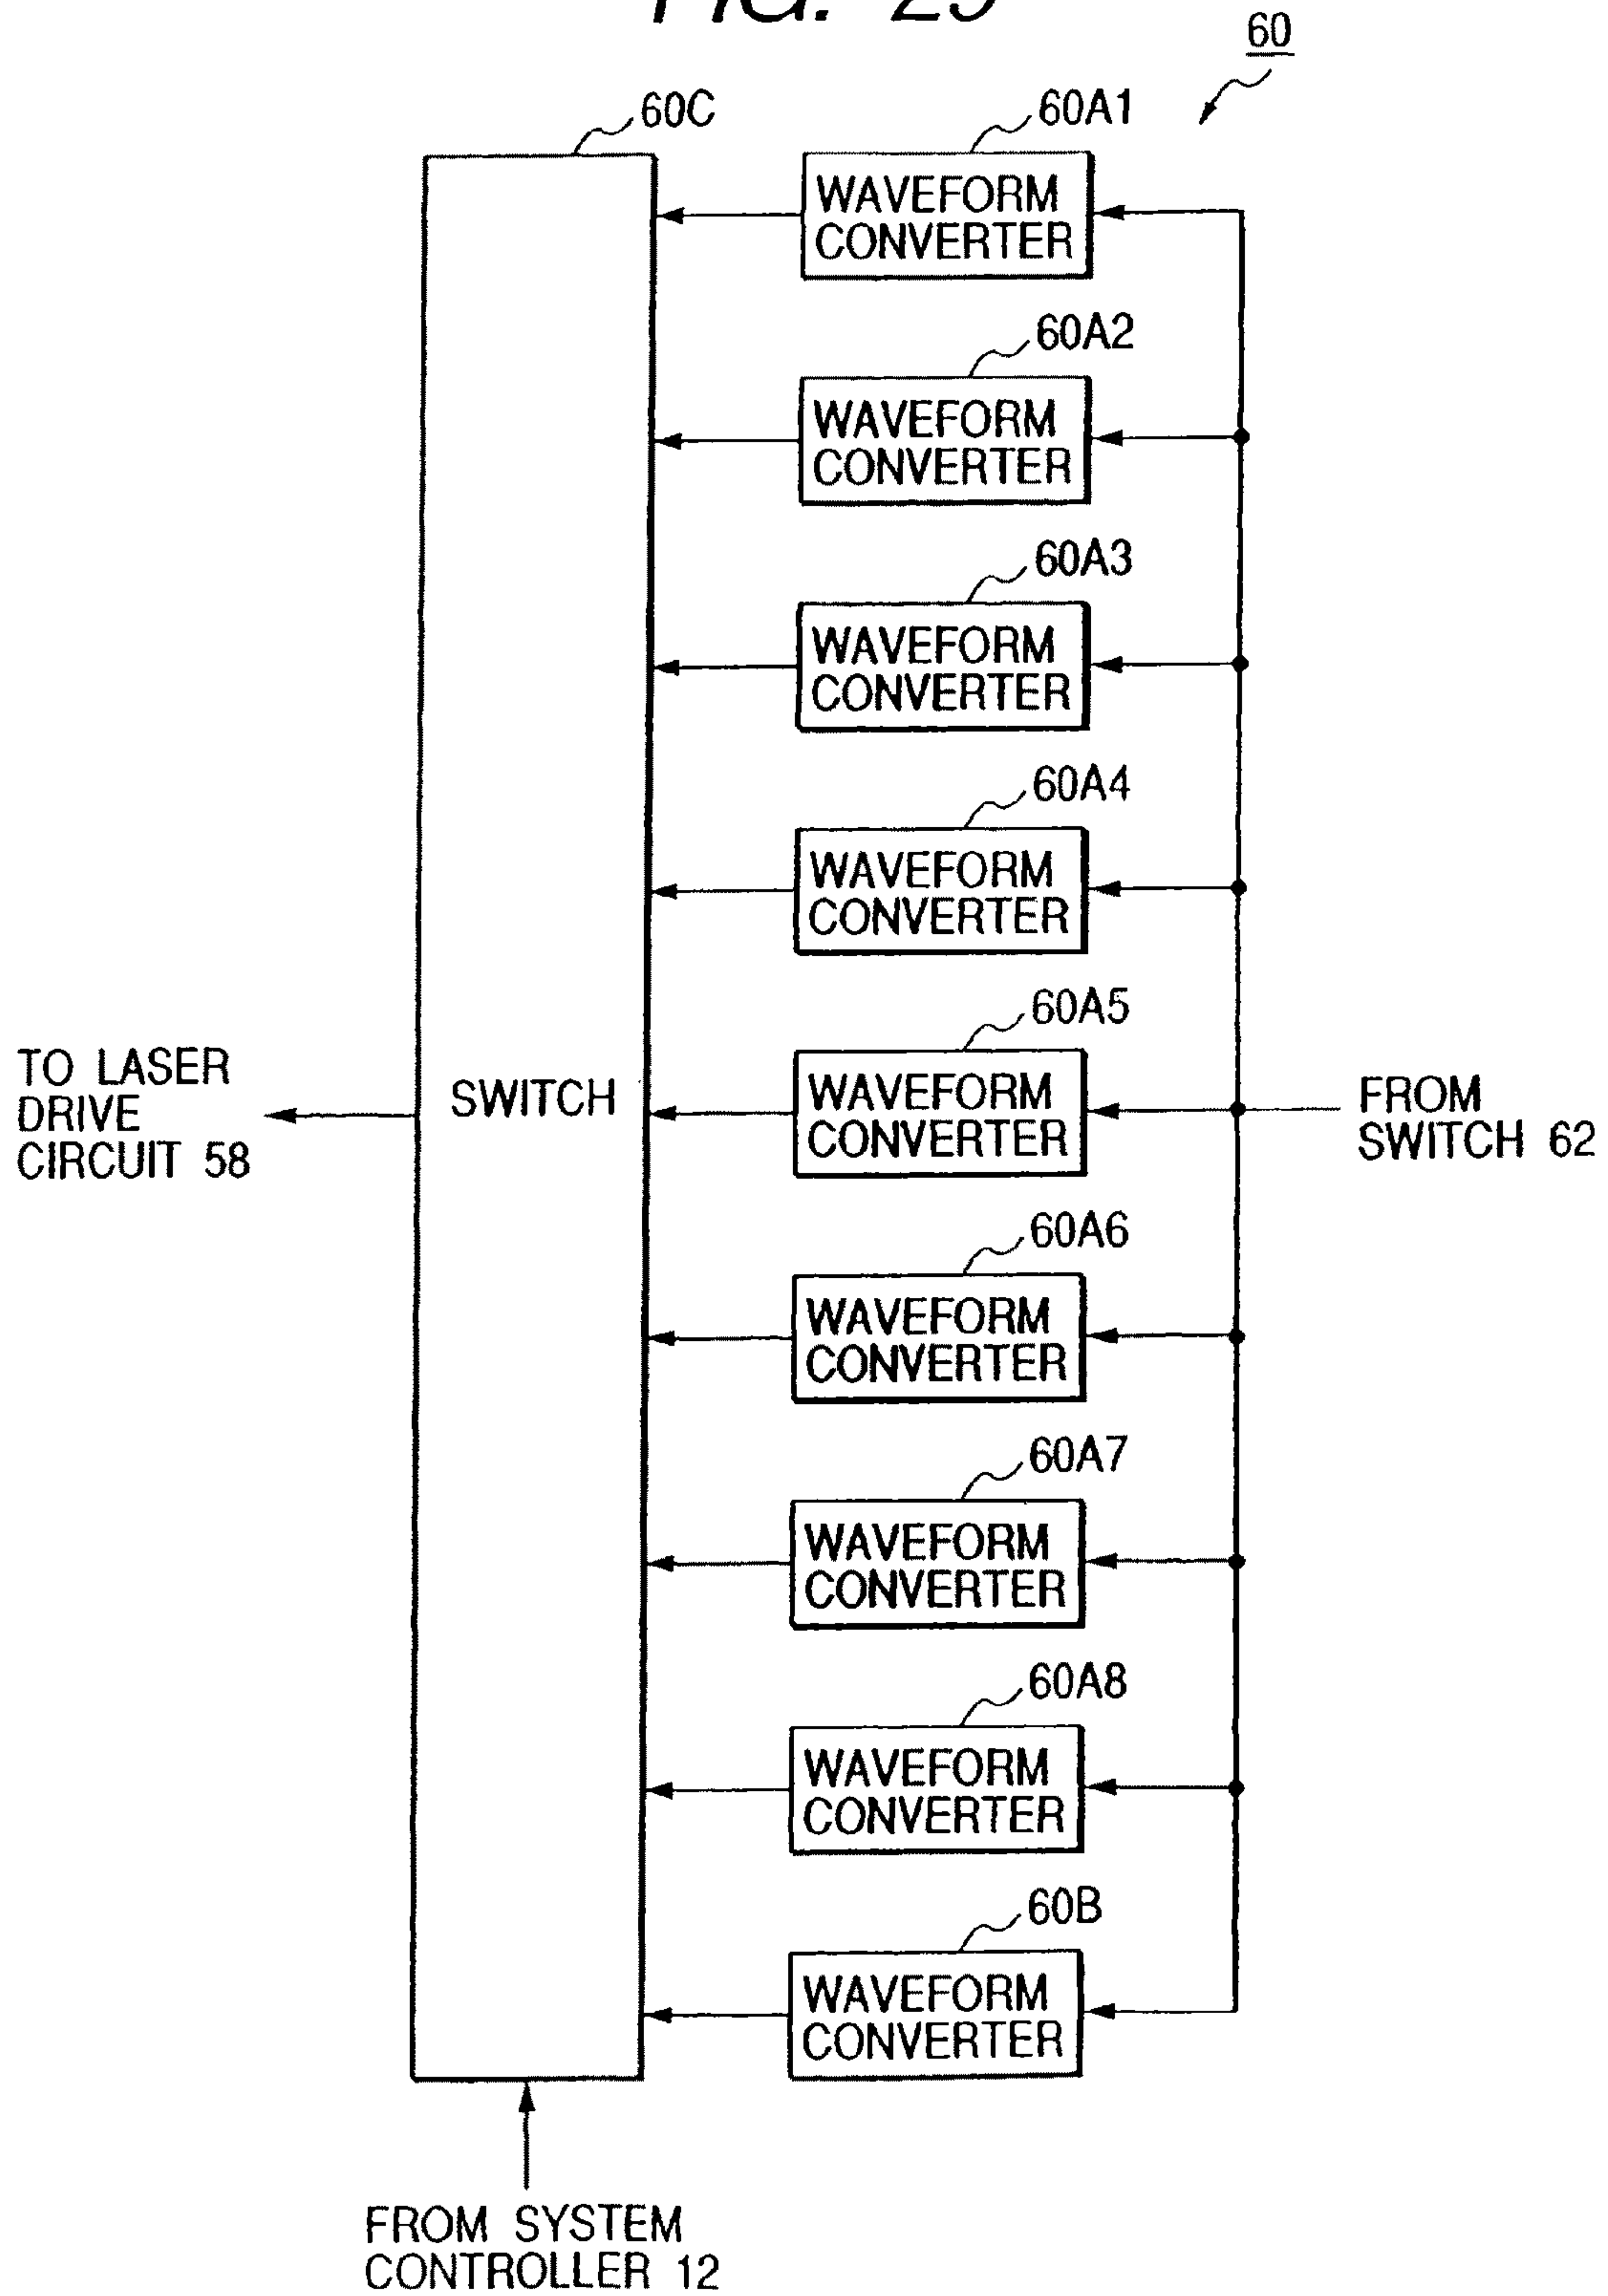 60
60C
60A1
WAVEFORM
CONVERTER
60A2
WAVEFORM
CONVERTER
60A3
WAVEFORM
CONVERTER
60A4
WAVEFORM
CONVERTER
60A5
WAVEFORM
CONVERTER
TO LASER
DRIVE
CIRCUIT 58
SWITCH
FROM
SWITCH 62
60A6
WAVEFORM
CONVERTER
60A7
WAVEFORM
CONVERTER
60A8
WAVEFORM
CONVERTER
60B
WAVEFORM
CONVERTER
FROM SYSTEM
CONTROLLER 12